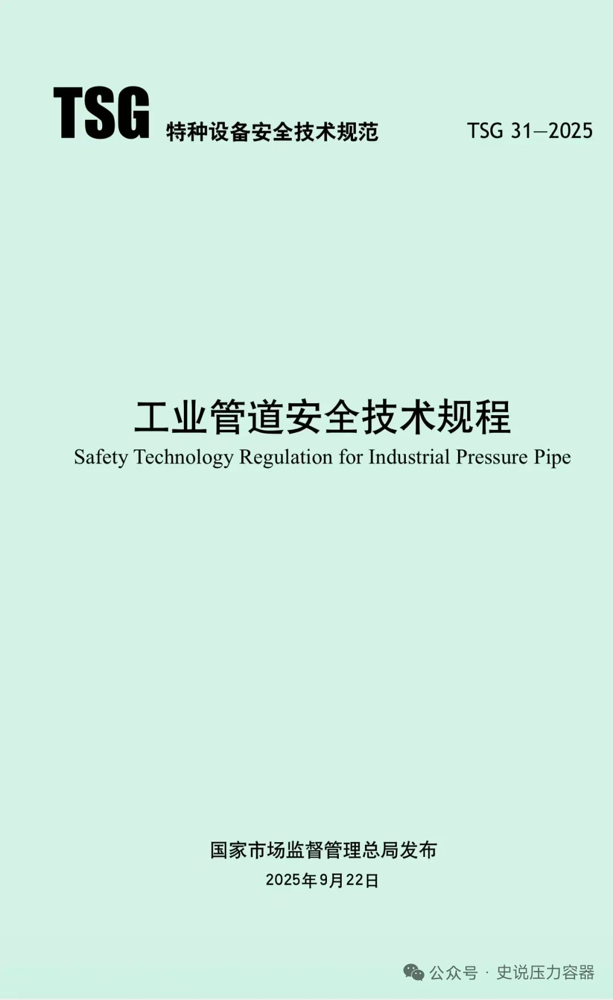 TSG 特种设备安全技术规范 TSG 31—2025
工业管道安全技术规程
Safety Technology Regulation for Industrial Pressure Pipe
国家市场监督管理总局发布
2025年9月22日
公众号 · 史说压力容器